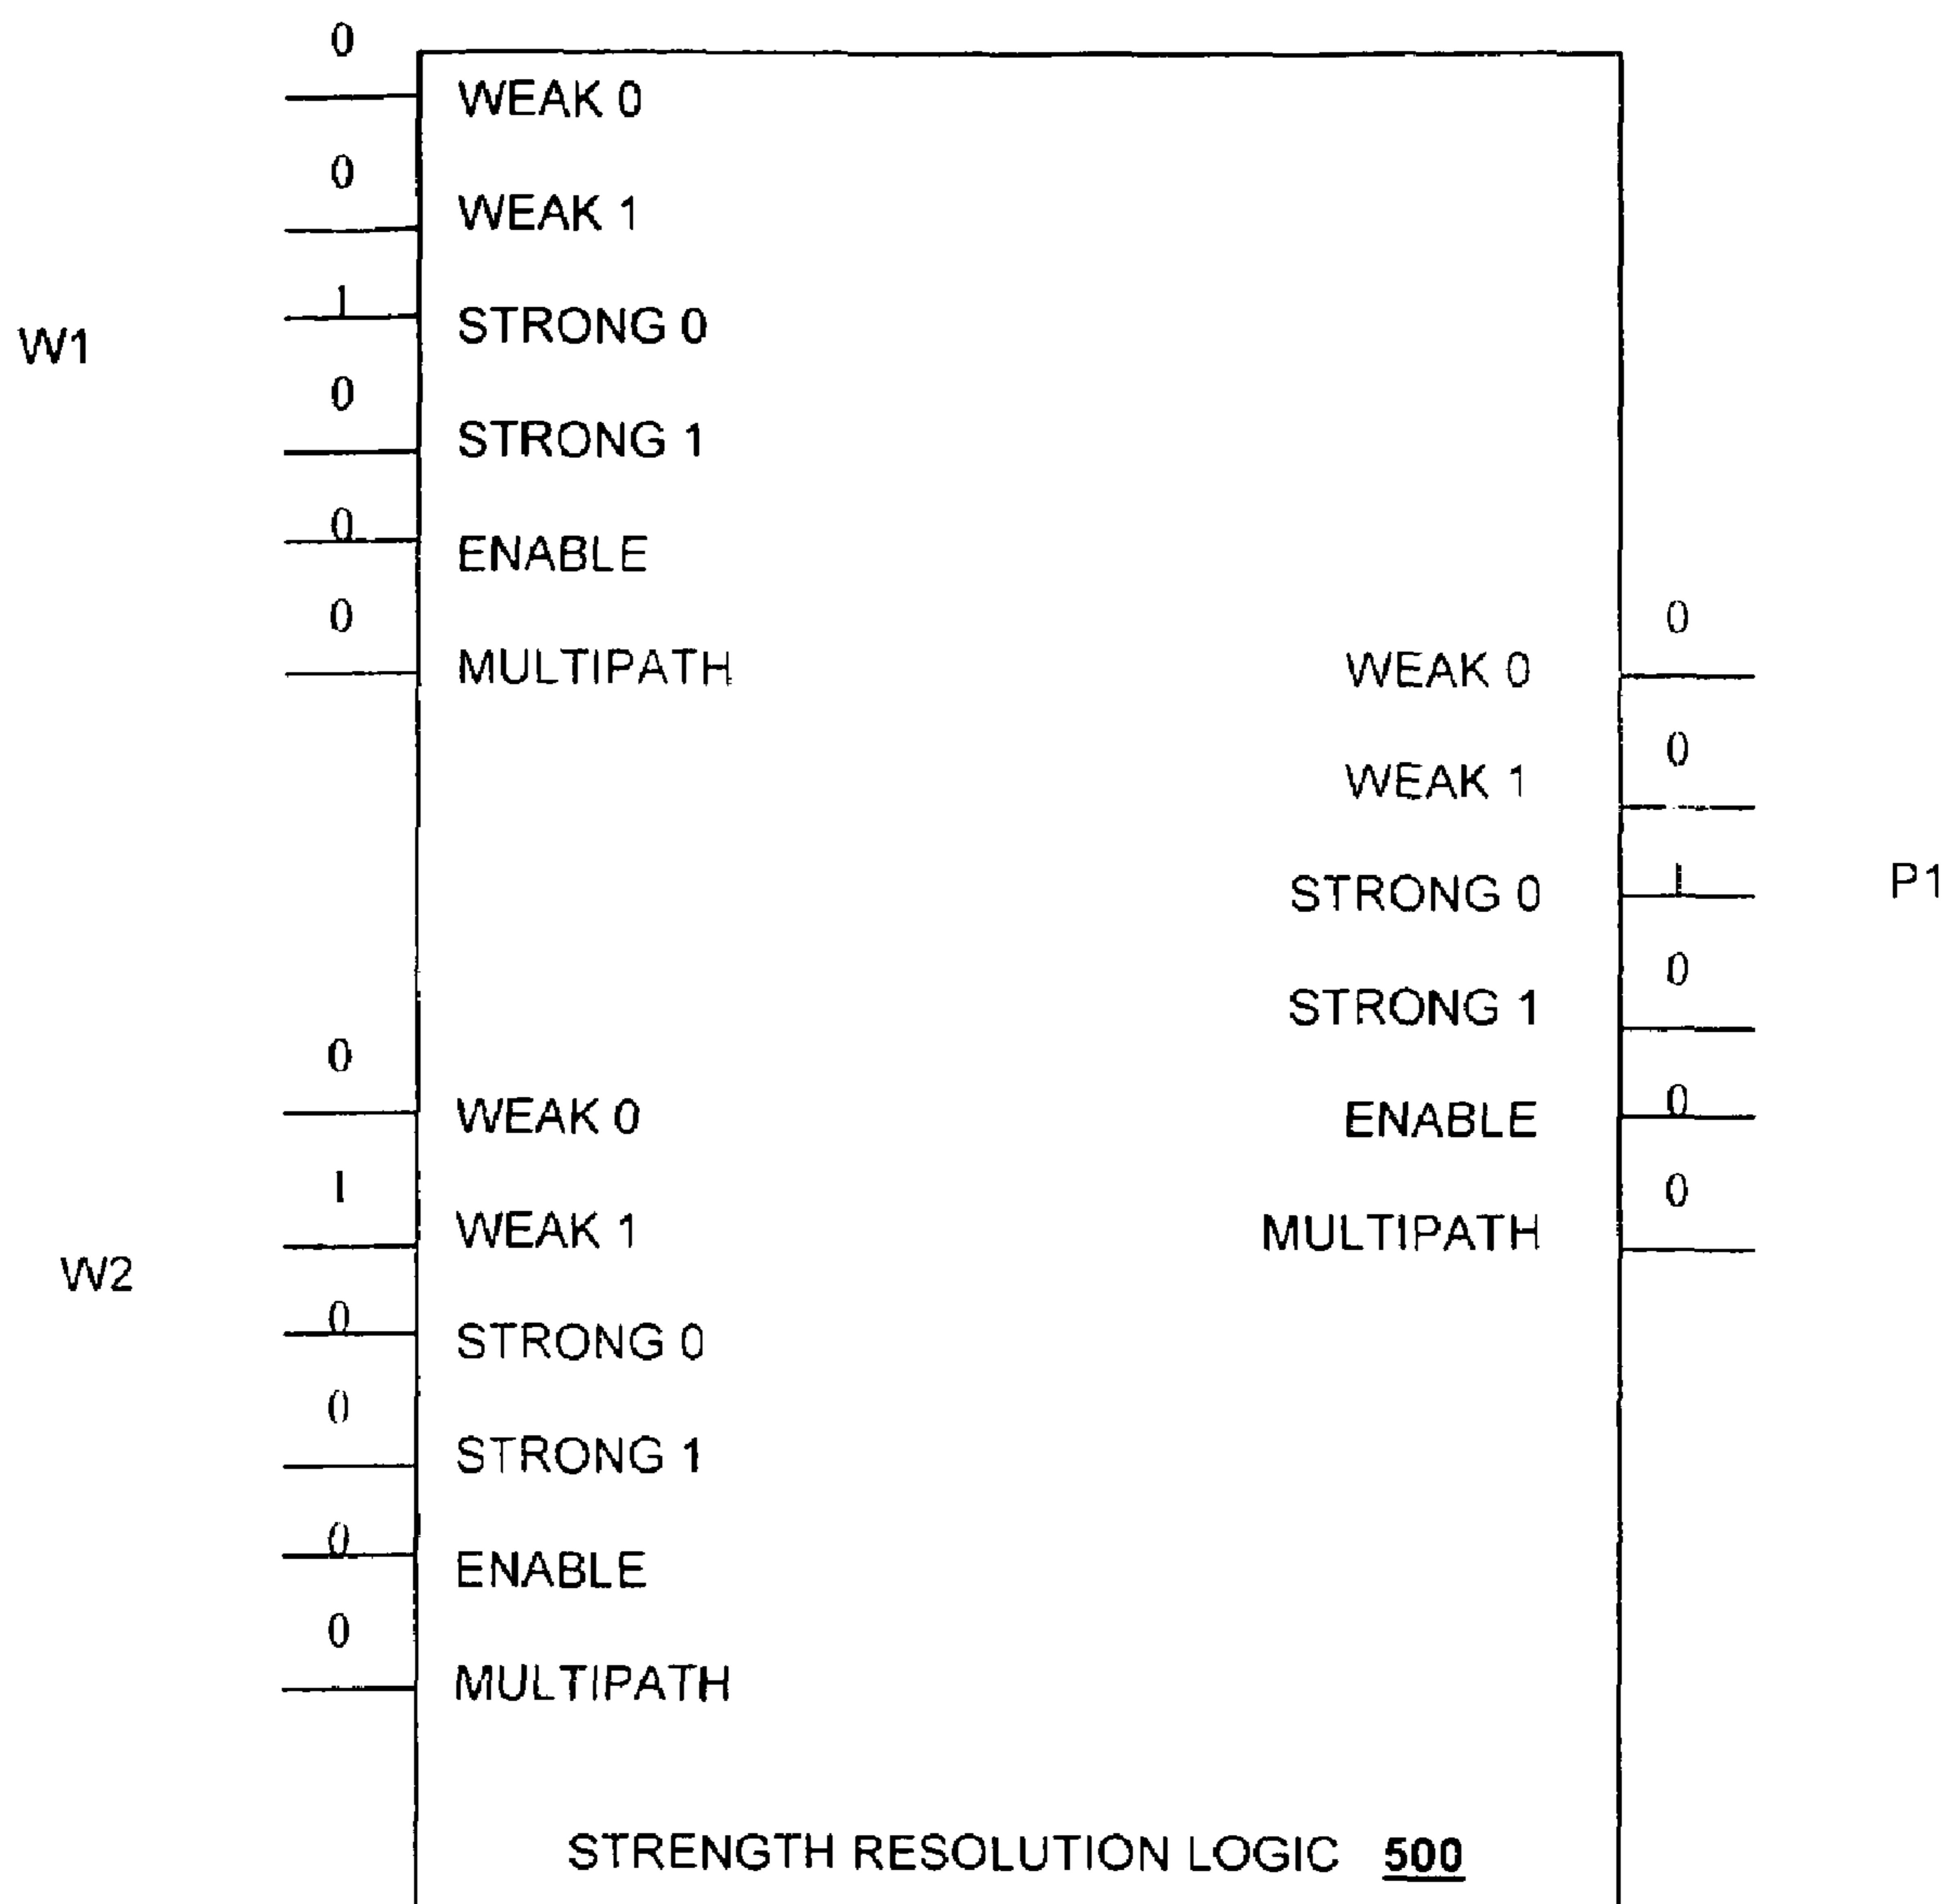 0
WEAK 0
0
WEAK 1
1
STRONG 0
W1
0
STRONG 1
0
ENABLE
0
MULTIPATH
0
WEAK 0
1
WEAK 1
W2
0
STRONG 0
0
STRONG 1
0
ENABLE
0
MULTIPATH
0
WEAK 0
0
WEAK 1
1
STRONG 0
P1
0
STRONG 1
0
ENABLE
0
MULTIPATH
STRENGTH RESOLUTION LOGIC 500